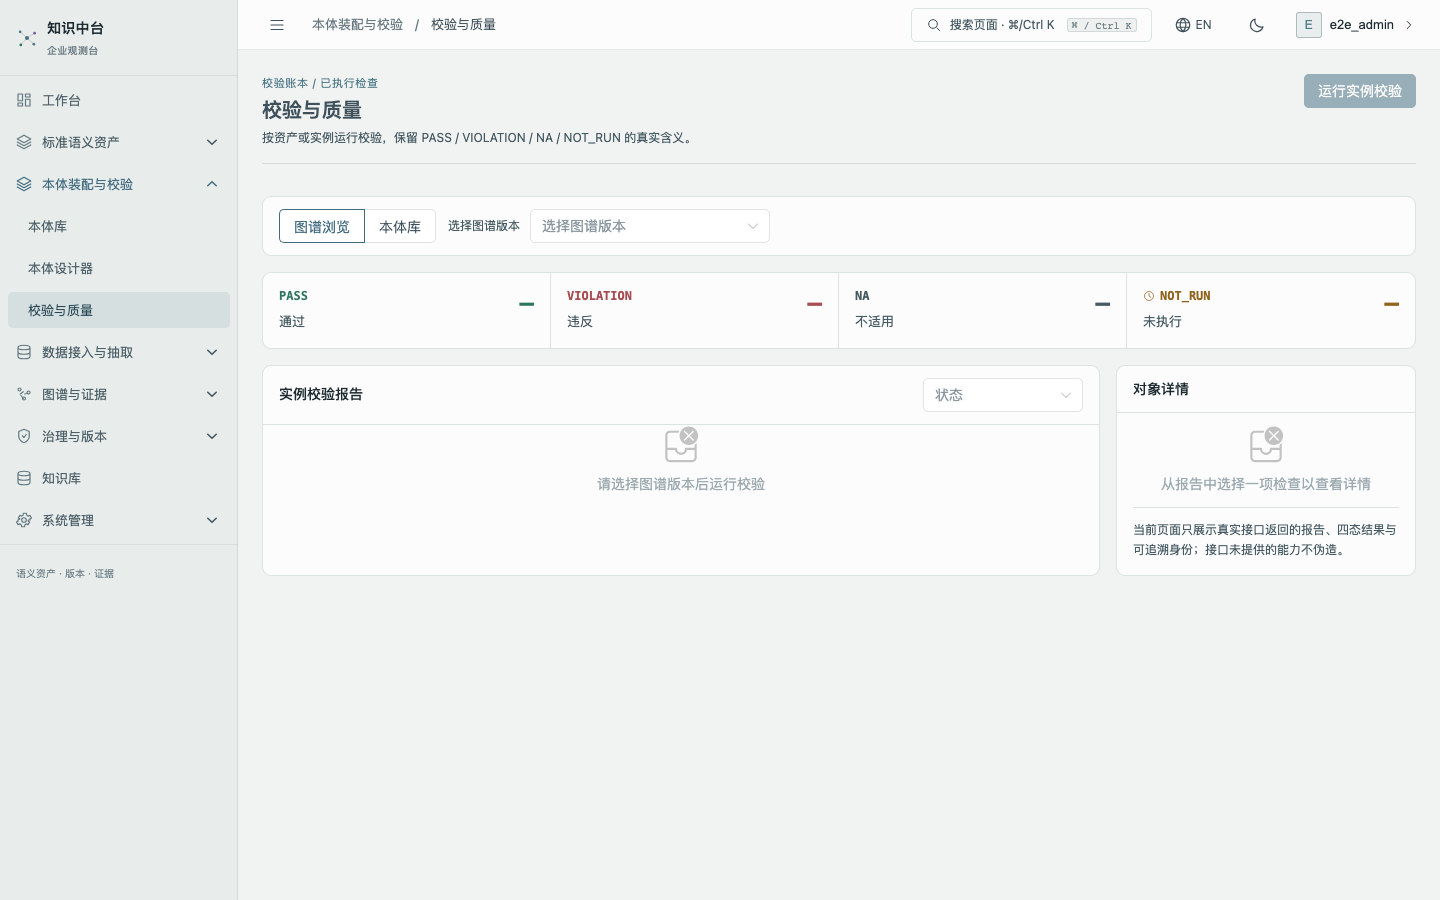 知识中台
企业观测台
工作台
标准语义资产
本体装配与校验
本体库
本体设计器
校验与质量
数据接入与抽取
图谱与证据
治理与版本
知识库
系统管理
语义资产 · 版本 · 证据
本体装配与校验 / 校验与质量
搜索页面 · ⌘/Ctrl K ⌘ / Ctrl K
EN
E e2e_admin
校验账本 / 已执行检查
校验与质量
按资产或实例运行校验，保留 PASS / VIOLATION / NA / NOT_RUN 的真实含义。
运行实例校验
图谱浏览 本体库 选择图谱版本 选择图谱版本
PASS
通过
VIOLATION
违反
NA
不适用
NOT_RUN
未执行
实例校验报告 状态
请选择图谱版本后运行校验
对象详情
从报告中选择一项检查以查看详情
当前页面只展示真实接口返回的报告、四态结果与
可追溯身份；接口未提供的能力不伪造。